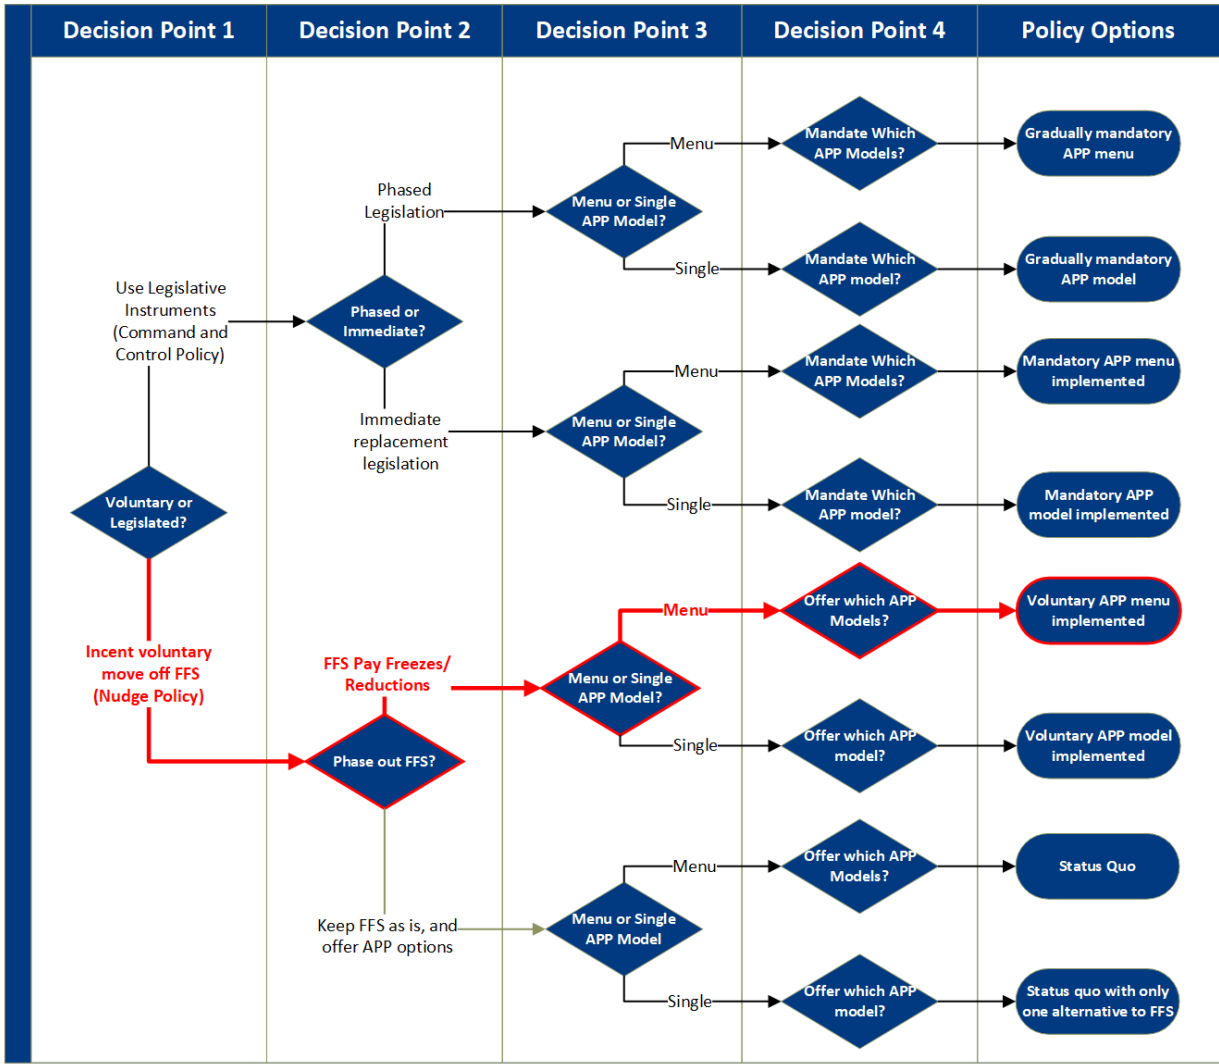 Decision Point 1
Decision Point 2
Decision Point 3
Decision Point 4
Policy Options
Menu
Mandate Which
APP Models?
Gradually mandatory
APP menu
Phased
Legislation
Menu or Single
APP Model?
Single
Mandate Which
APP model?
Gradually mandatory
APP model
Use Legislative
Instruments
(Command and
Control Policy)
Phased or
Immediate?
Menu
Mandate Which
APP Models?
Mandatory APP menu
implemented
Immediate
replacement
legislation
Menu or Single
APP Model?
Single
Mandate Which
APP model?
Mandatory APP
model implemented
Voluntary or
Legislated?
Menu
Offer which APP
Models?
Voluntary APP menu
implemented
Incent voluntary
move off FFS
(Nudge Policy)
FFS Pay Freezes/
Reductions
Menu or Single
APP Model?
Single
Offer which APP
model?
Voluntary APP model
implemented
Phase out FFS?
Menu
Offer which APP
Models?
Status Quo
Keep FFS as is, and
offer APP options
Menu or Single
APP Model
Single
Offer which APP
model?
Status quo with only
one alternative to FFS